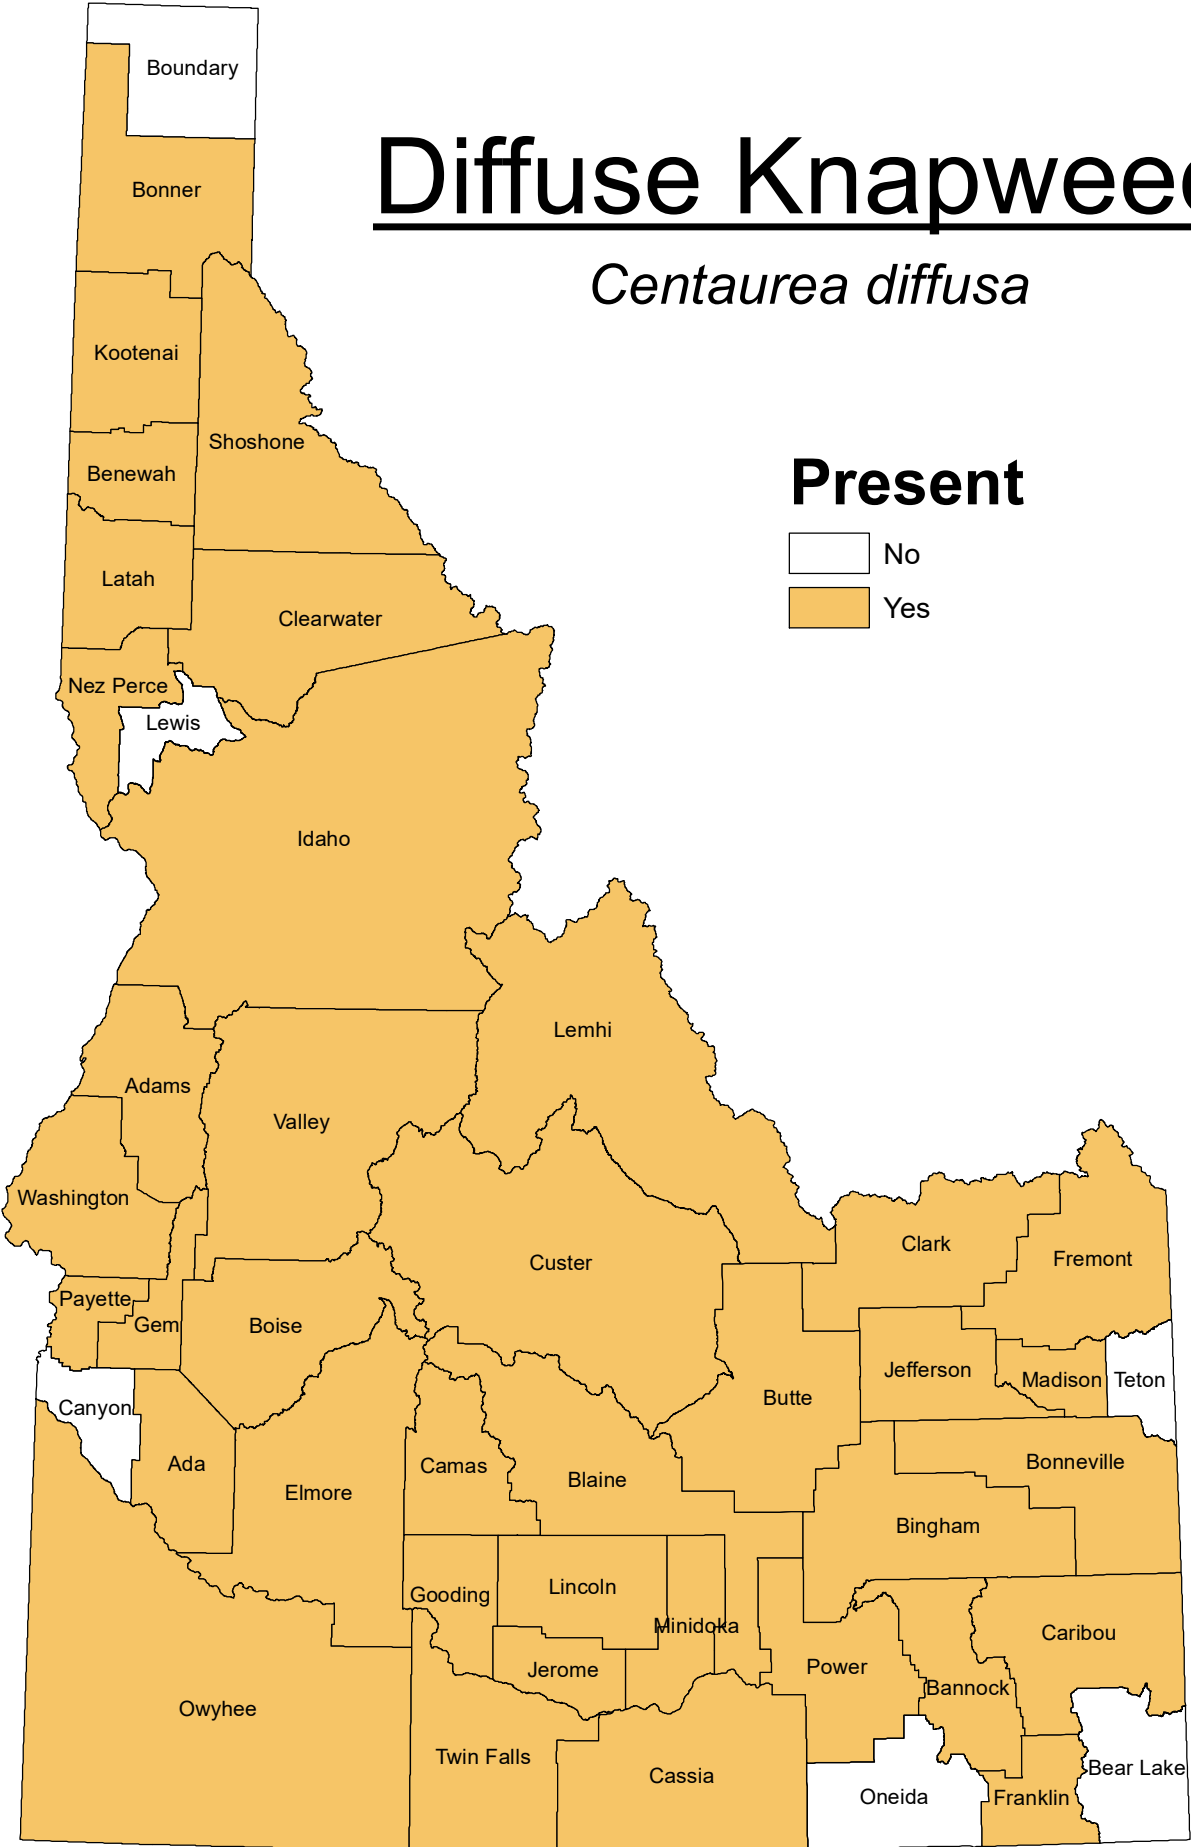 Boundary
Diffuse Knapweed
Bonner
Centaurea diffusa
Kootenai
Shoshone
Present
Benewah
No
Latah
Yes
Clearwater
Nez Perce
Lewis
Idaho
Lemhi
Adams
Valley
Washington
Clark
Fremont
Custer
Payette
Gem
Boise
Jefferson
Madison
Teton
Butte
Canyon
Ada
Camas
Bonneville
Blaine
Elmore
Bingham
Lincoln
Gooding
Minidoka
Caribou
Jerome
Power
Bannock
Owyhee
Twin Falls
Bear Lake
Cassia
Oneida
Franklin